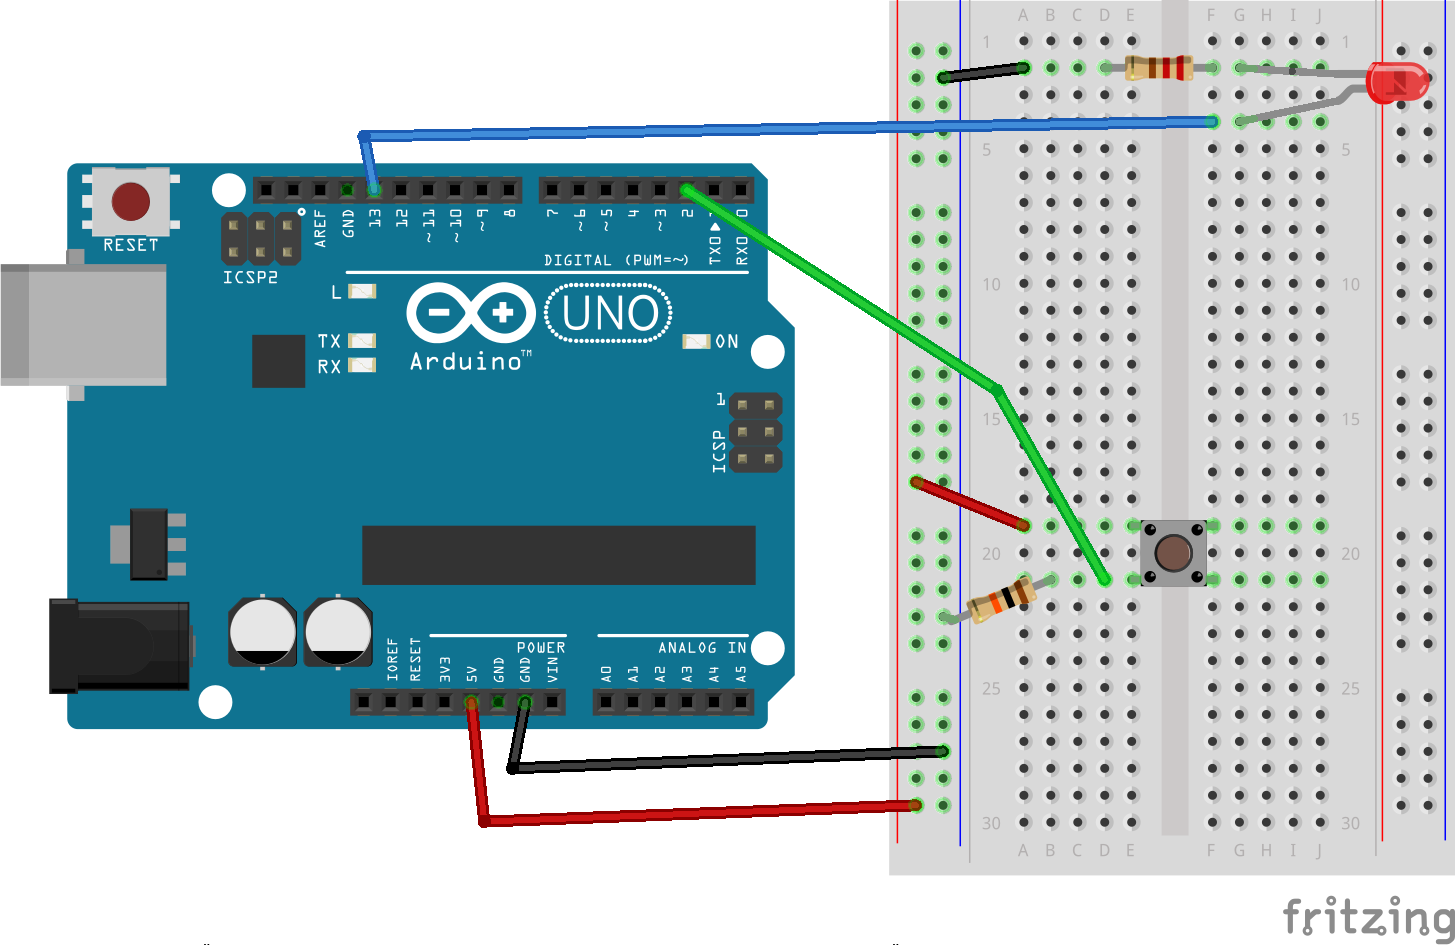 A B C D E F G H I J
1 1
5 5
10 10
15 15
20 20
25 25
30 30
A B C D E F G H I J
RESET
ICSP2
AREF
GND
13
12
~11
~10
~9
8
7
~6
~5
4
~3
2
TXO
RXO 0
DIGITAL (PWM=~)
L
TX
RX
Arduino™
UNO
ON
1
ICSP
POWER
ANALOG IN
IOREF
RESET
3V3
5V
GND
GND
VIN
A0
A1
A2
A3
A4
A5
fritzing